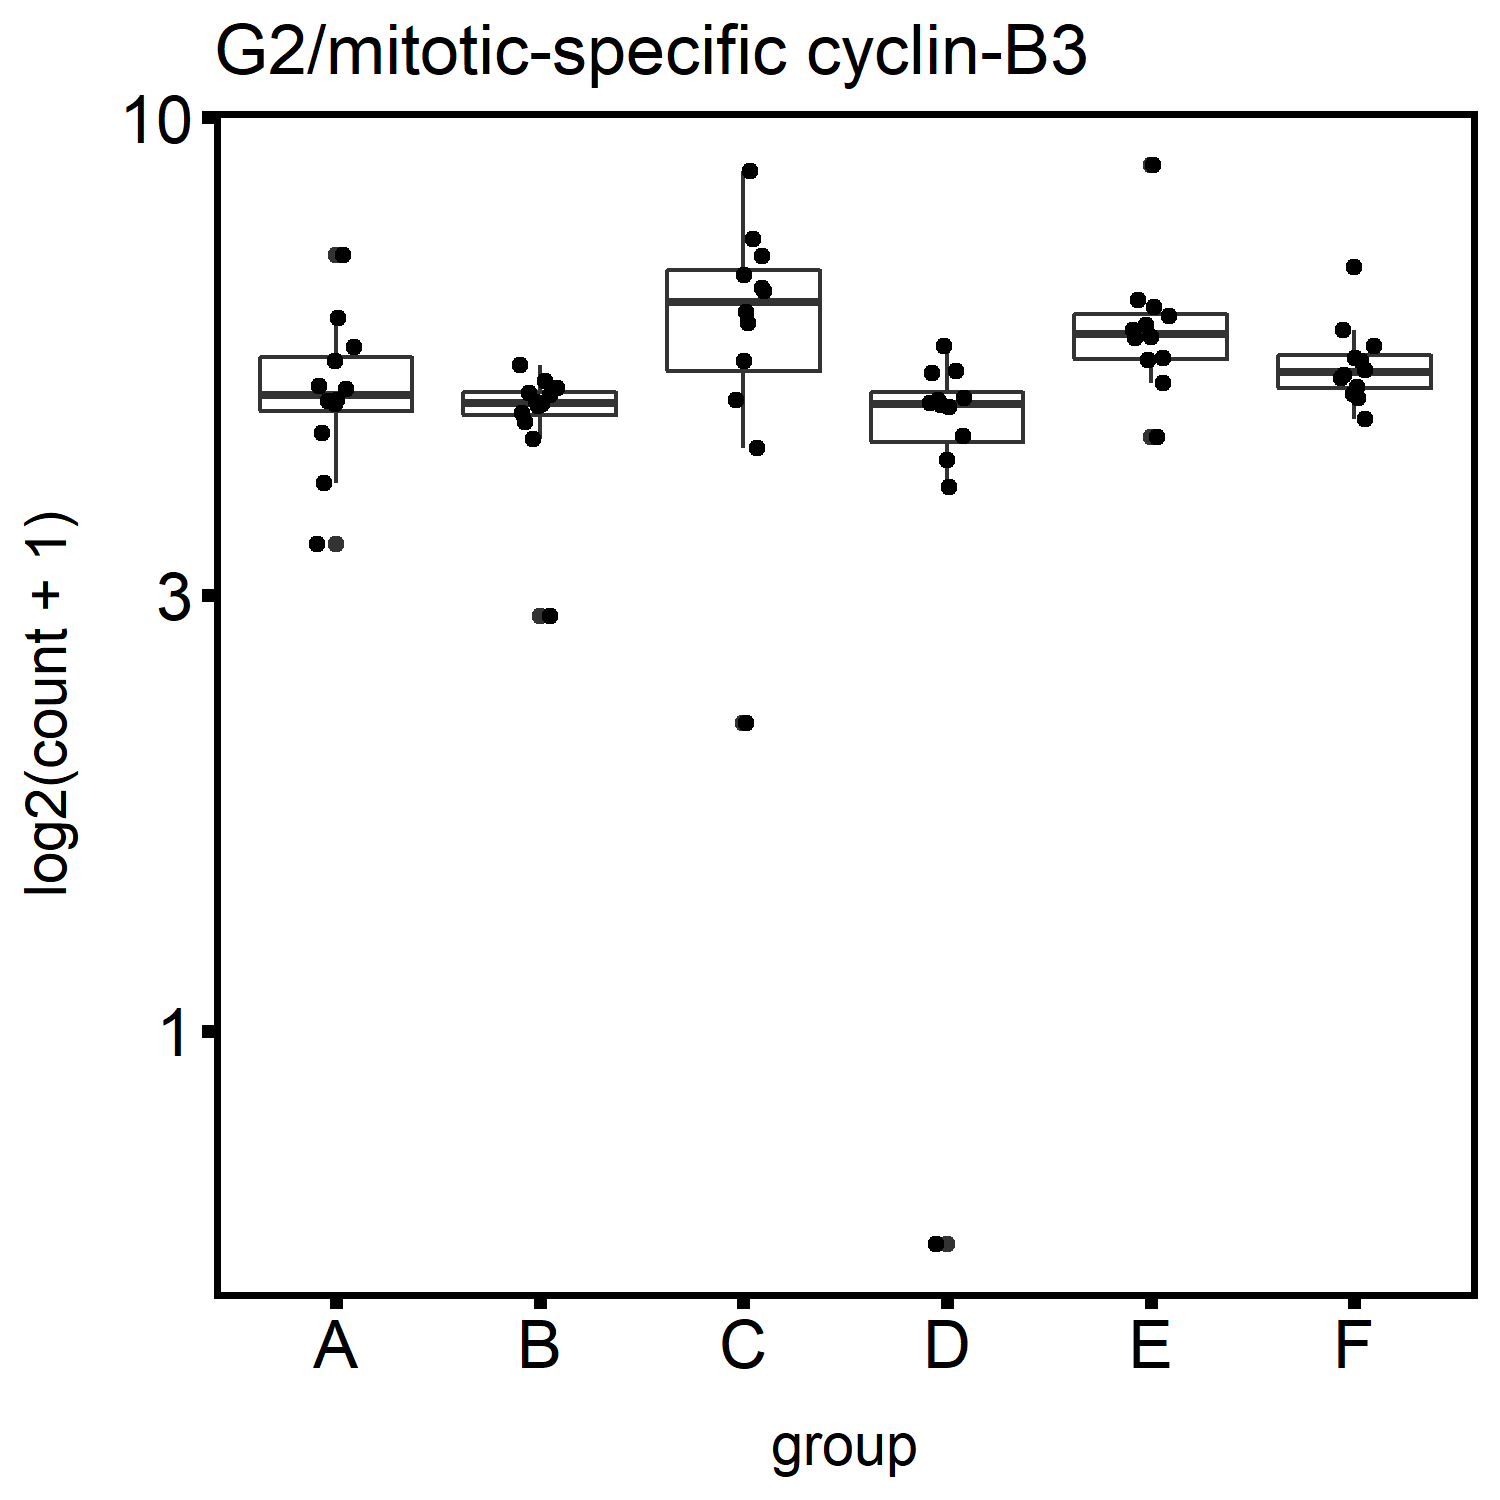 G2/mitotic-specific cyclin-B3
10
3
1
log2(count + 1)
A B C D E F
group